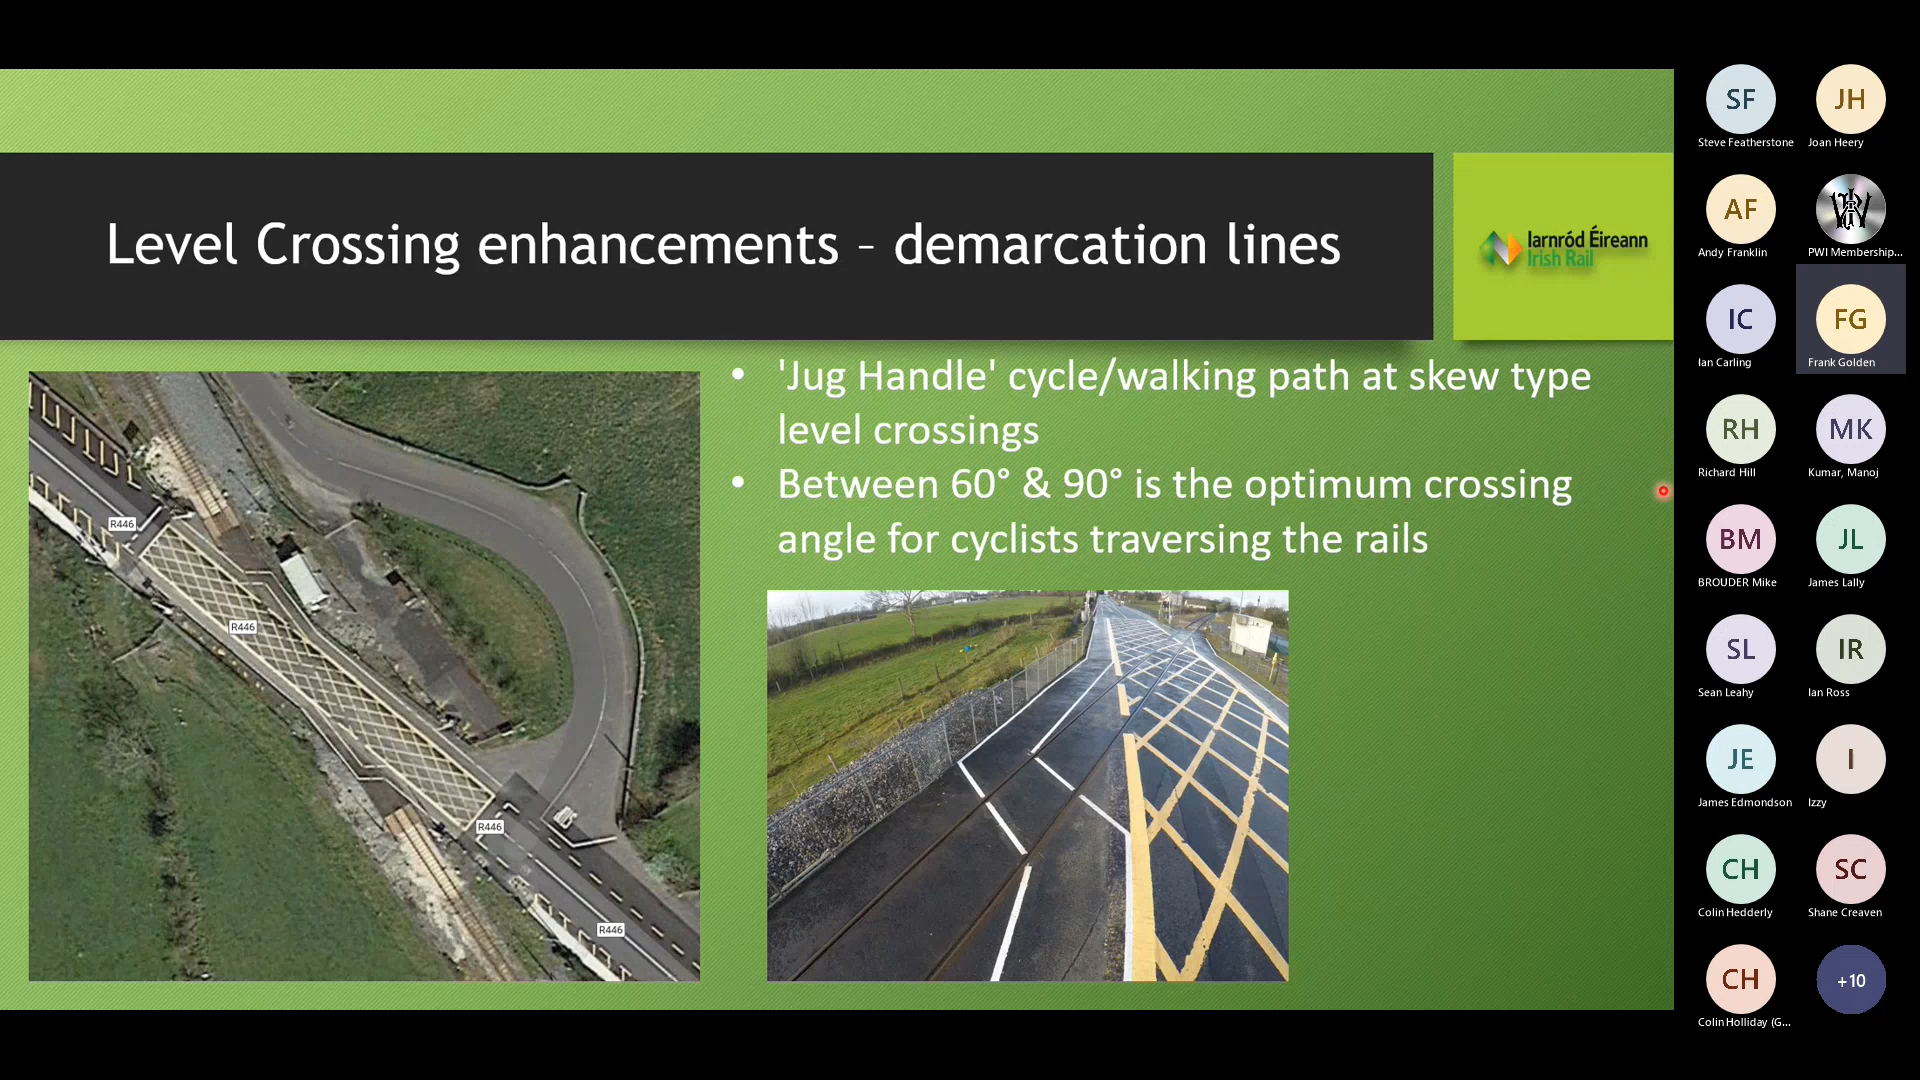 Level Crossing enhancements - demarcation lines
Iarnród Éireann
Irish Rail
• 'Jug Handle' cycle/walking path at skew type
level crossings
• Between 60° & 90° is the optimum crossing
angle for cyclists traversing the rails
R446
R446
R446
R446
SF
Steve Featherstone
JH
Joan Heery
AF
Andy Franklin
PWI Membership...
IC
Ian Carling
FG
Frank Golden
RH
Richard Hill
MK
Kumar, Manoj
BM
BROUDER Mike
JL
James Lally
SL
Sean Leahy
IR
Ian Ross
JE
James Edmondson
I
Izzy
CH
Colin Hedderly
SC
Shane Creaven
CH
Colin Holliday (G...
+10